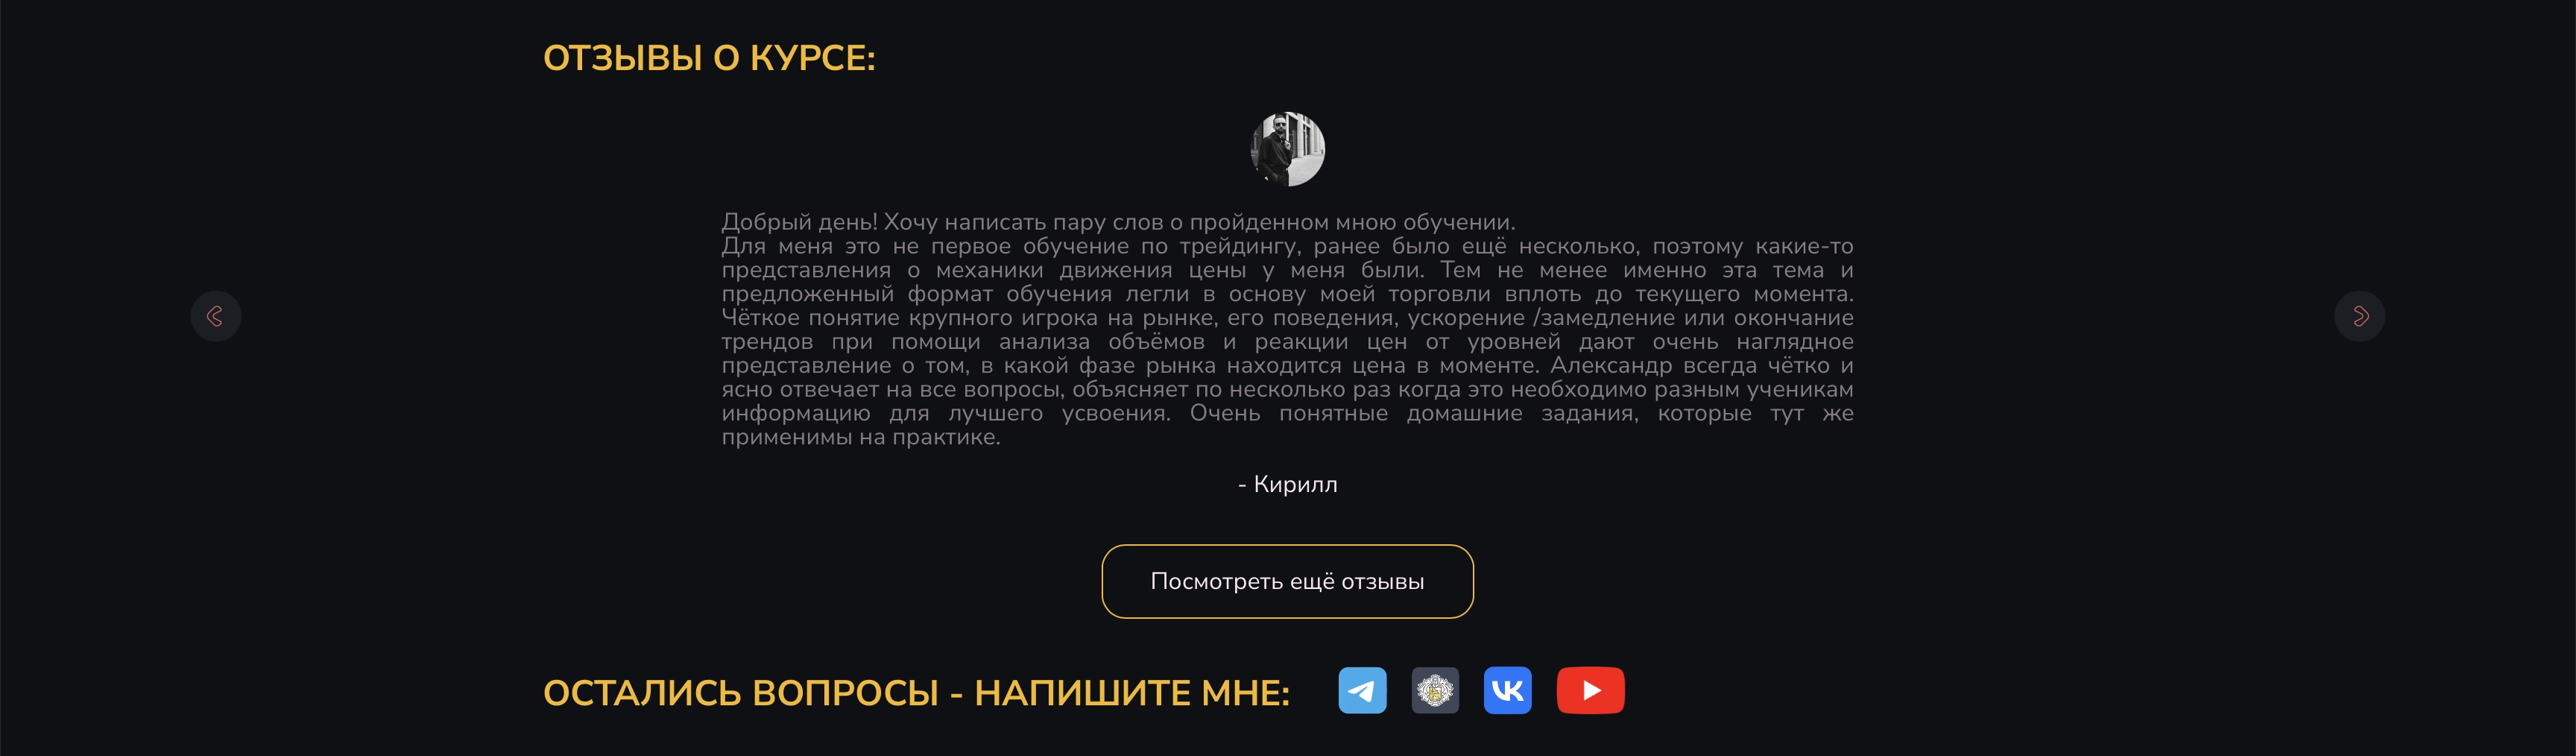 ОТЗЫВЫ О КУРСЕ:
Добрый день! Хочу написать пару слов о пройденном мною обучении.
Для меня это не первое обучение по трейдингу, ранее было ещё несколько, поэтому какие-то
представления о механики движения цены у меня были. Тем не менее именно эта тема и
предложенный формат обучения легли в основу моей торговли вплоть до текущего момента.
Чёткое понятие крупного игрока на рынке, его поведения, ускорение /замедление или окончание
трендов при помощи анализа объёмов и реакции цен от уровней дают очень наглядное
представление о том, в какой фазе рынка находится цена в моменте. Александр всегда чётко и
ясно отвечает на все вопросы, объясняет по несколько раз когда это необходимо разным ученикам
информацию для лучшего усвоения. Очень понятные домашние задания, которые тут же
применимы на практике.
- Кирилл
Посмотреть ещё отзывы
ОСТАЛИСЬ ВОПРОСЫ - НАПИШИТЕ МНЕ: